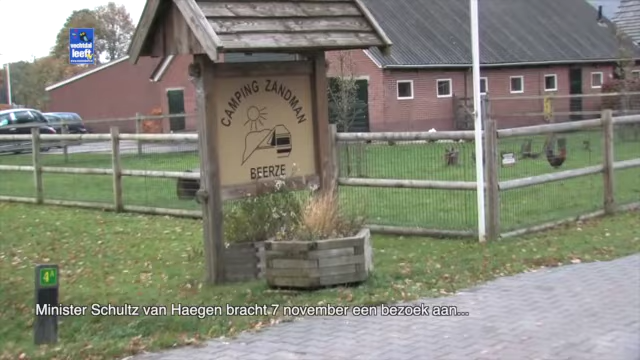 vechtdal
leeft
CAMPING ZANDMAN
BEERZE
4
Minister Schultz van Haegen bracht 7 november een bezoek aan...